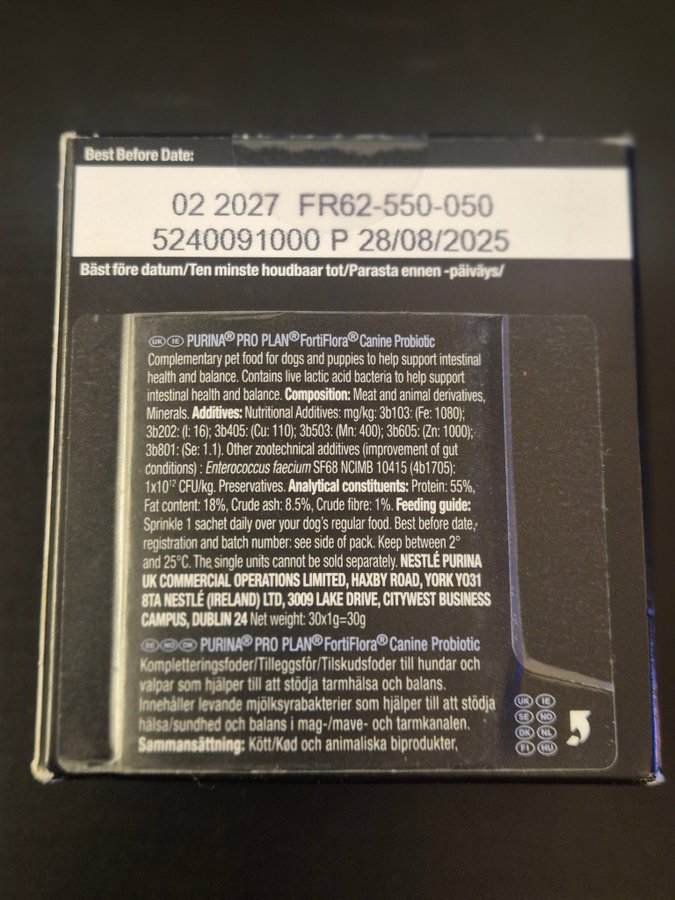 Best Before Date:
02 2027 FR62-550-050
5240091000 P 28/08/2025
Bäst före datum/Ten minste houdbaar tot/Parasta ennen -päiväys/
UK IE PURINA® PRO PLAN® FortiFlora® Canine Probiotic
Complementary pet food for dogs and puppies to help support intestinal
health and balance. Contains live lactic acid bacteria to help support
intestinal health and balance. Composition: Meat and animal derivatives,
Minerals. Additives: Nutritional Additives: mg/kg: 3b103: (Fe: 1080);
3b202: (I: 16); 3b405: (Cu: 110); 3b503: (Mn: 400); 3b605: (Zn: 1000);
3b801: (Se: 1.1). Other zootechnical additives (improvement of gut
conditions) : Enterococcus faecium SF68 NCIMB 10415 (4b1705):
1x10¹² CFU/kg. Preservatives. Analytical constituents: Protein: 55%,
Fat content: 18%, Crude ash: 8.5%, Crude fibre: 1%. Feeding guide:
Sprinkle 1 sachet daily over your dog's regular food. Best before date,
registration and batch number: see side of pack. Keep between 2°
and 25°C. The single units cannot be sold separately. NESTLÉ PURINA
UK COMMERCIAL OPERATIONS LIMITED, HAXBY ROAD, YORK YO31
8TA NESTLÉ (IRELAND) LTD, 3009 LAKE DRIVE, CITYWEST BUSINESS
CAMPUS, DUBLIN 24 Net weight: 30x1g=30g
SE NO DK PURINA® PRO PLAN® FortiFlora® Canine Probiotic
Kompletteringsfoder/Tilleggsfôr/Tilskudsfoder till hundar och
valpar som hjälper till att stödja tarmhälsa och balans.
Innehåller levande mjölksyrabakterier som hjälper till att stödja
hälsa/sundhed och balans i mag-/mave- och tarmkanalen.
Sammansättning: Kött/Kød och animaliska biprodukter,
UK IE
SE NO
DK NL
FI HU